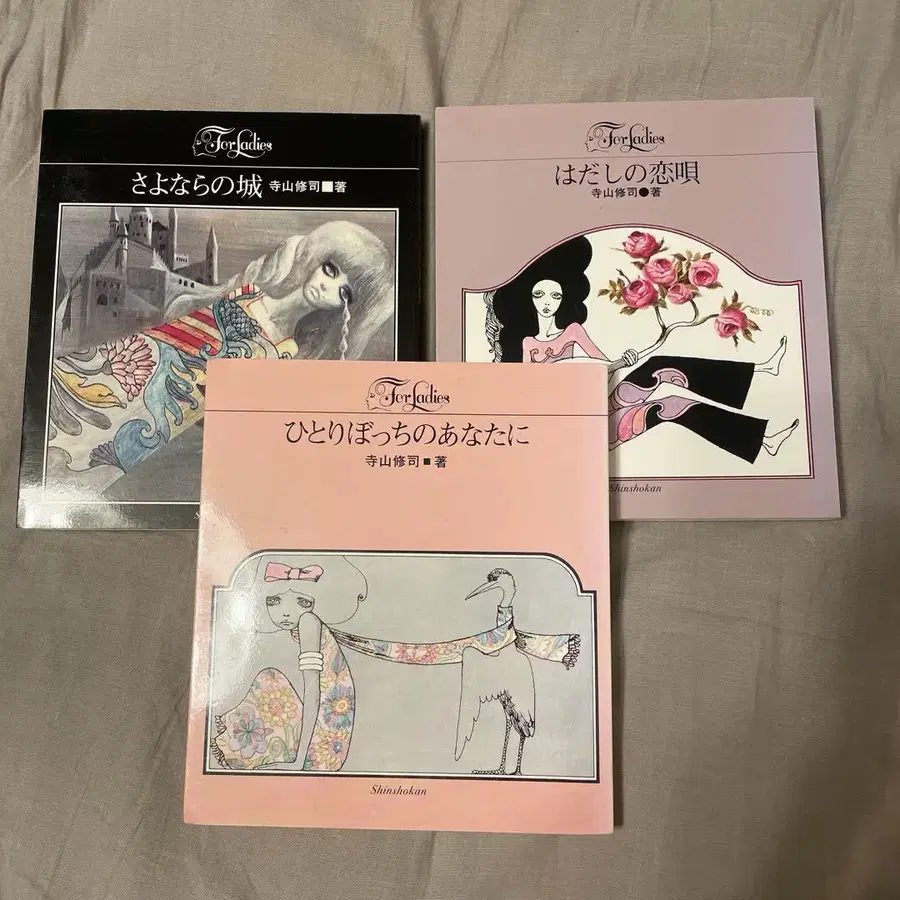 For Ladies
さよならの城 寺山修司■著
For Ladies
はだしの恋唄
寺山修司●著
Shinshokan
For Ladies
ひとりぼっちのあなたに
寺山修司■著
Shinshokan